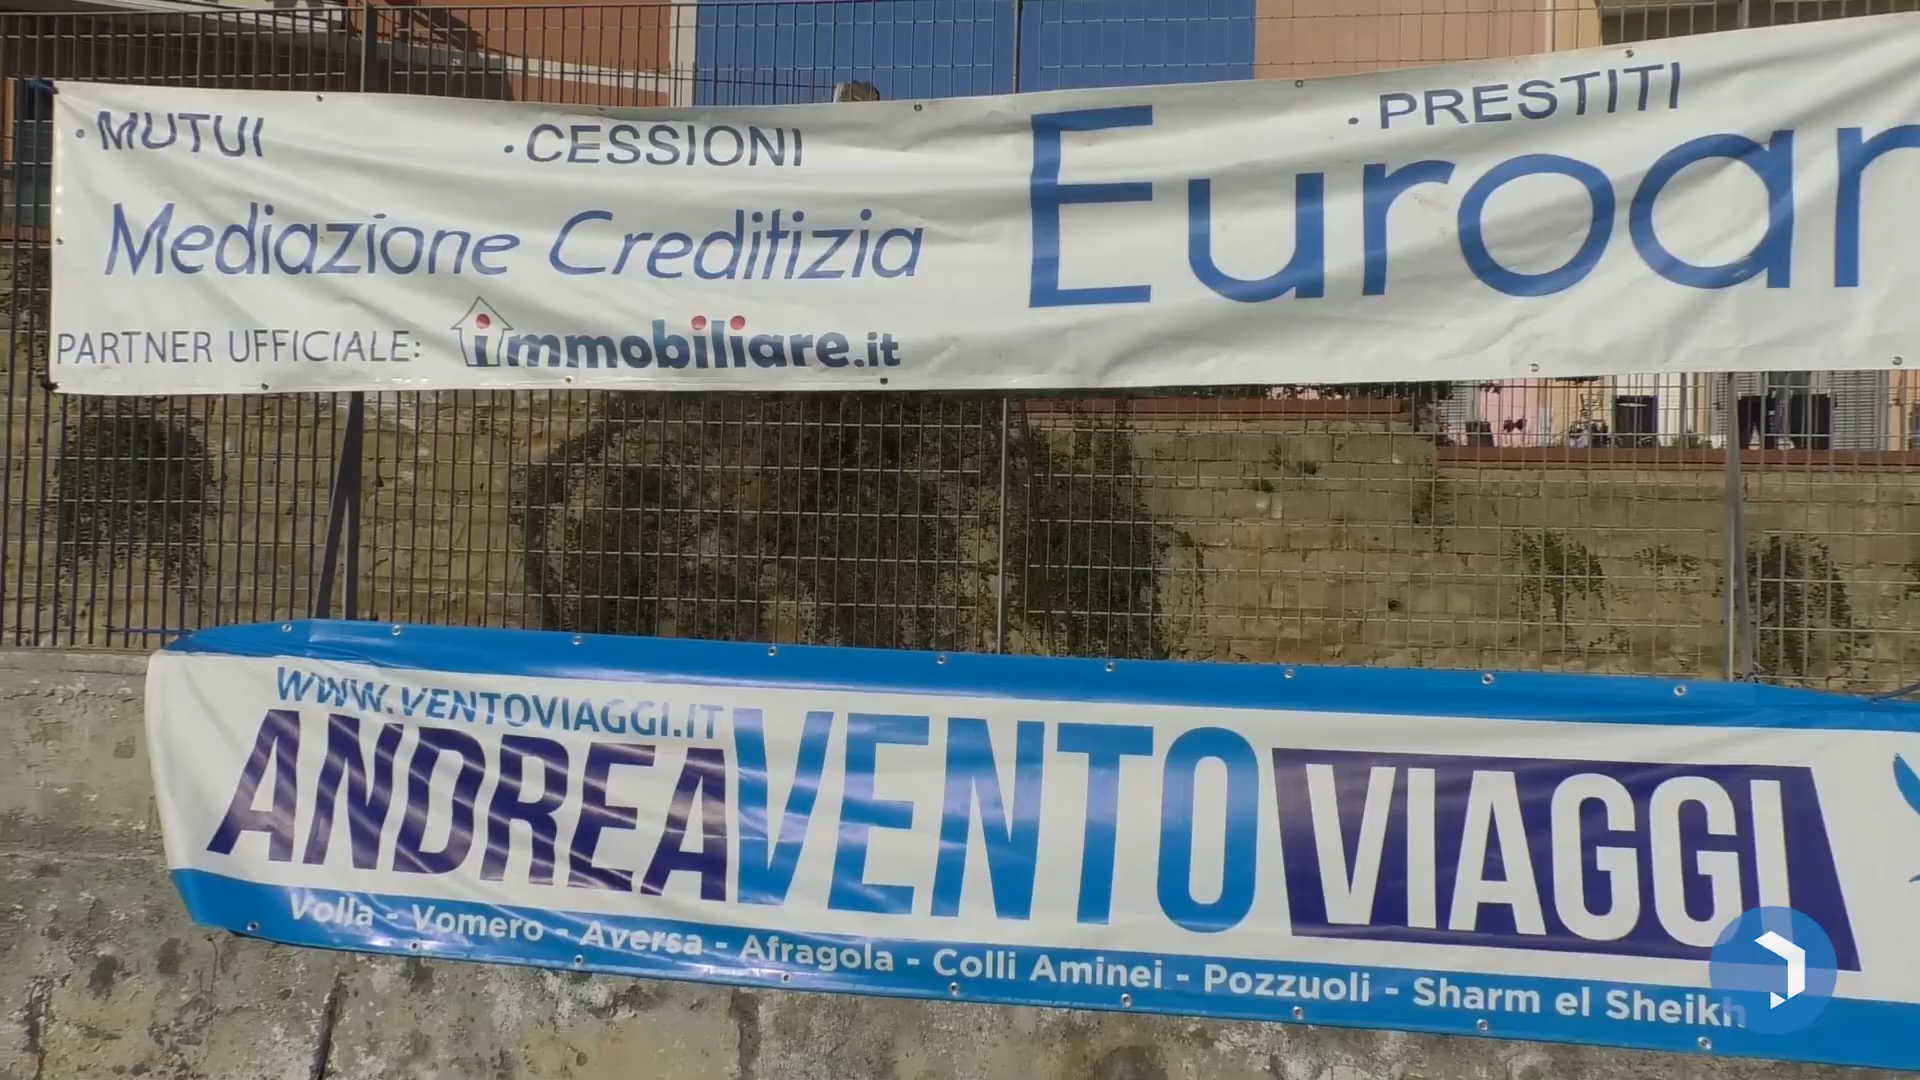 • MUTUI • CESSIONI • PRESTITI
Mediazione Creditizia
PARTNER UFFICIALE: immobiliare.it
WWW.VENTOVIAGGI.IT
ANDREAVENTO VIAGGI
Volla - Vomero - Aversa - Afragola - Colli Aminei - Pozzuoli - Sharm el Sheikh